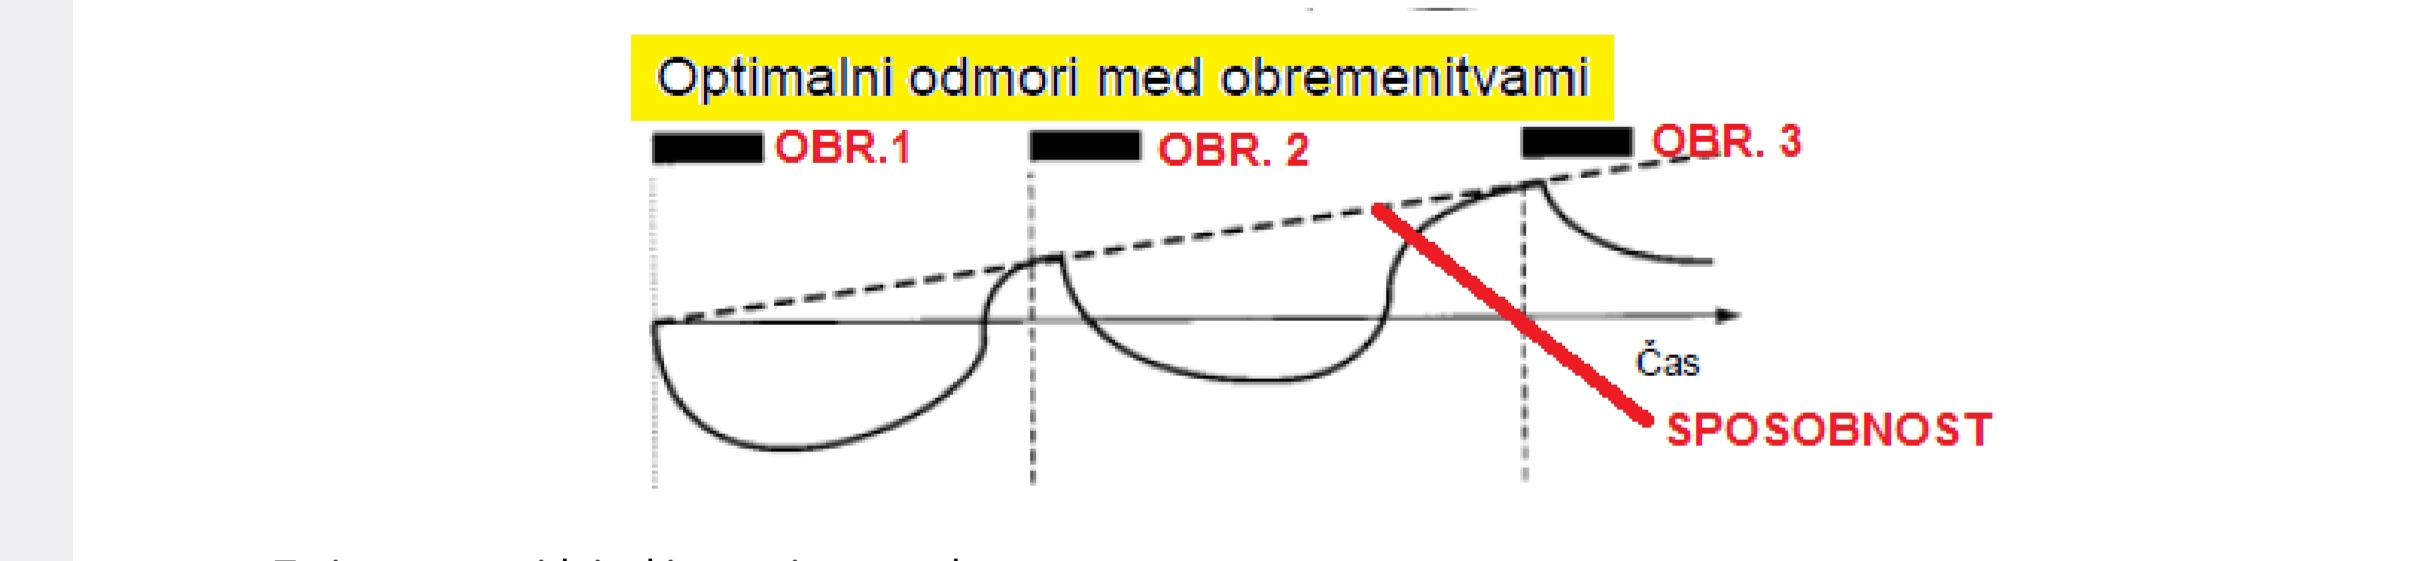 Optimalni odmori med obremenitvami
OBR.1
OBR. 2
OBR. 3
Čas
SPOSOBNOST